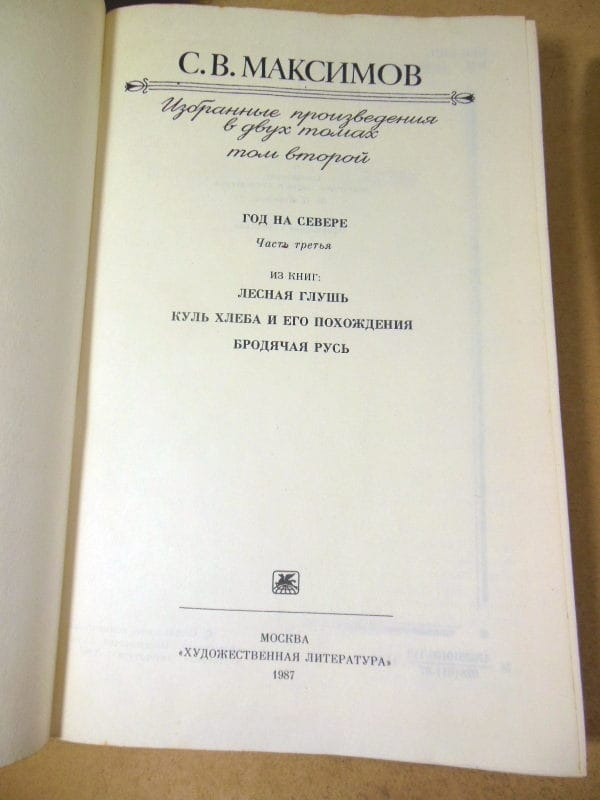 С. В. МАКСИМОВ
Избранные произведения
в двух томах
том второй
ГОД НА СЕВЕРЕ
Часть третья
ИЗ КНИГ:
ЛЕСНАЯ ГЛУШЬ
КУЛЬ ХЛЕБА И ЕГО ПОХОЖДЕНИЯ
БРОДЯЧАЯ РУСЬ
МОСКВА
«ХУДОЖЕСТВЕННАЯ ЛИТЕРАТУРА»
1987